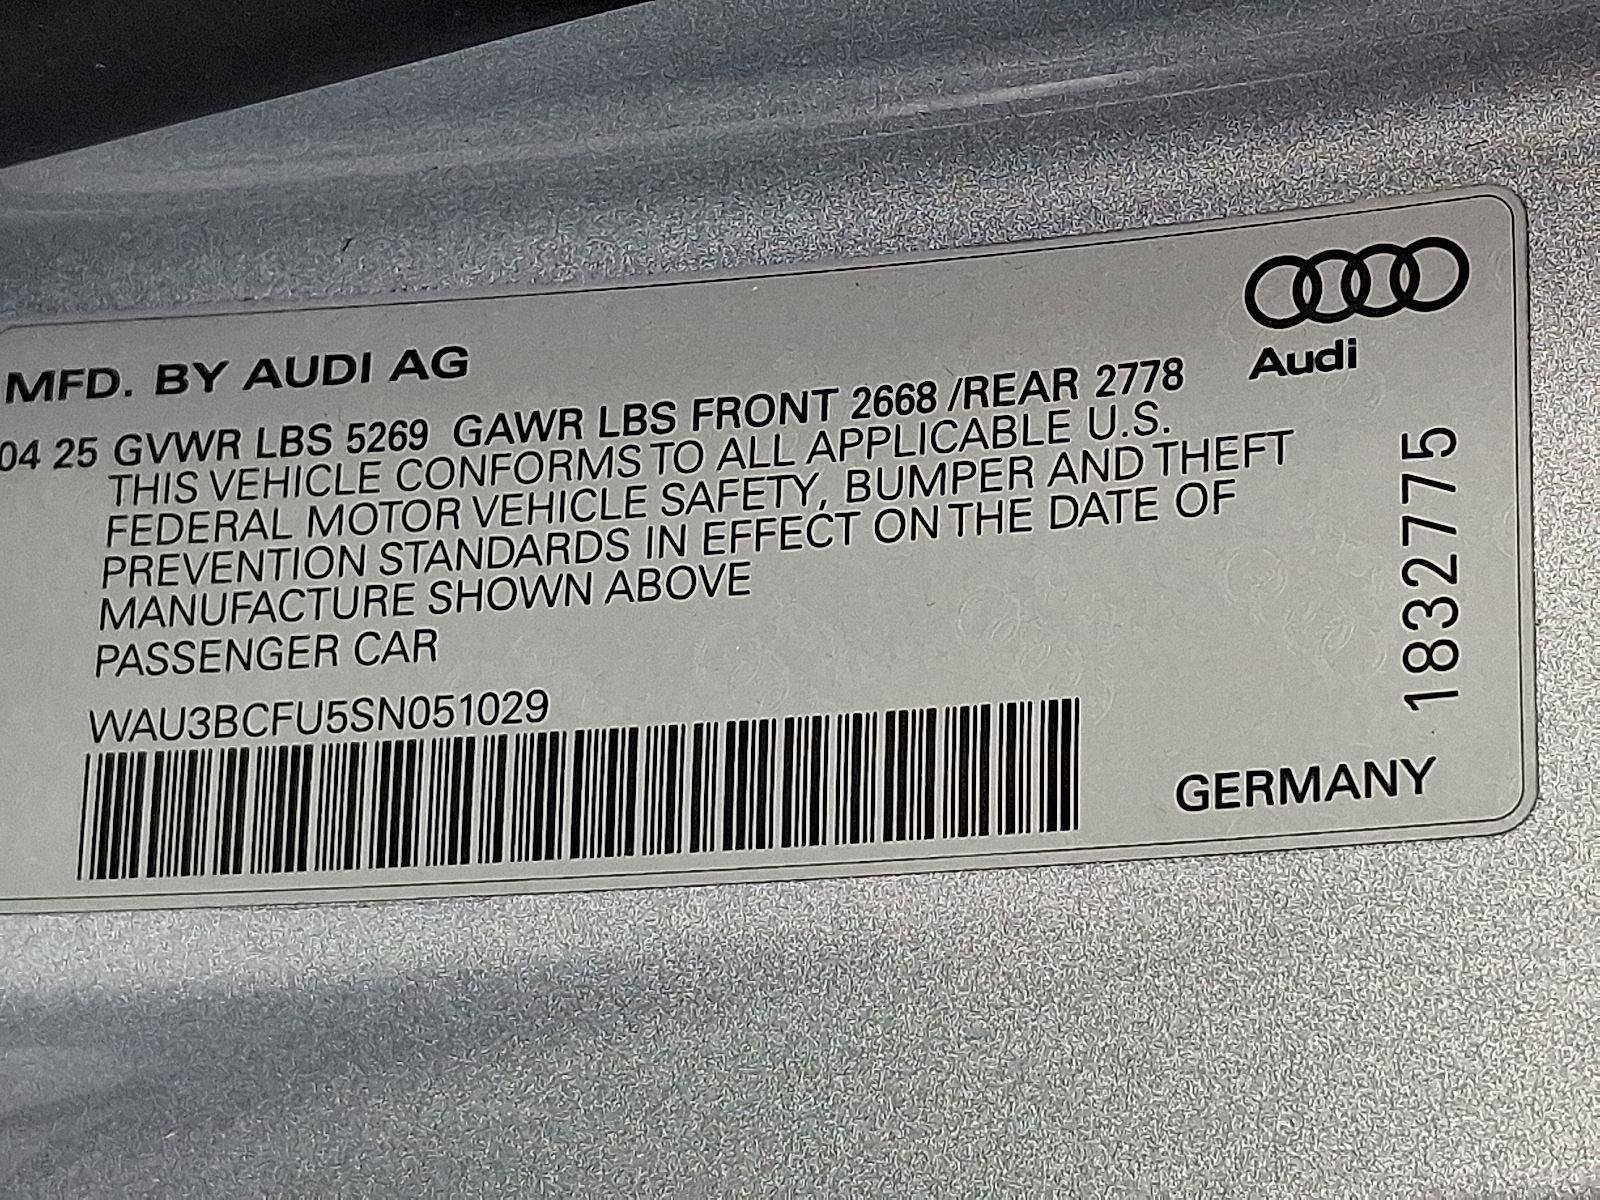 MFD. BY AUDI AG
Audi
04 25 GVWR LBS 5269 GAWR LBS FRONT 2668 /REAR 2778
THIS VEHICLE CONFORMS TO ALL APPLICABLE U.S.
FEDERAL MOTOR VEHICLE SAFETY, BUMPER AND THEFT
PREVENTION STANDARDS IN EFFECT ON THE DATE OF
MANUFACTURE SHOWN ABOVE
PASSENGER CAR
WAU3BCFU5SN051029
1832775
GERMANY